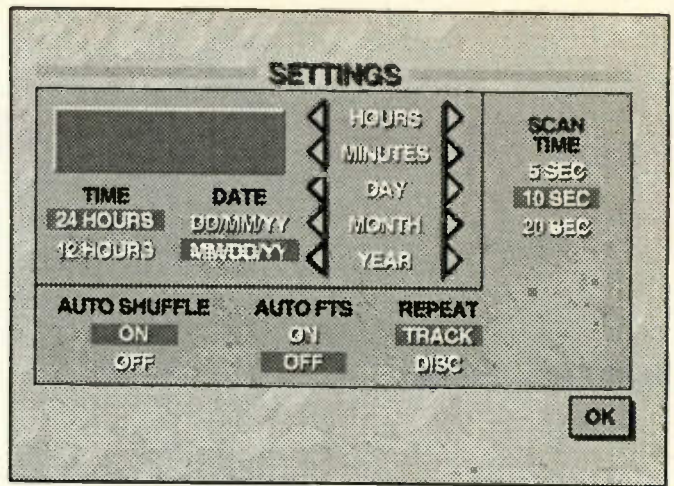 SETTINGS
HOURS
MINUTES
DAY
MONTH
YEAR
TIME
24 HOURS
12 HOURS
DATE
DD/MM/YY
MM/DD/YY
SCAN
TIME
5 SEC
10 SEC
20 SEC
AUTO SHUFFLE
ON
OFF
AUTO FTS
ON
OFF
REPEAT
TRACK
DISC
OK